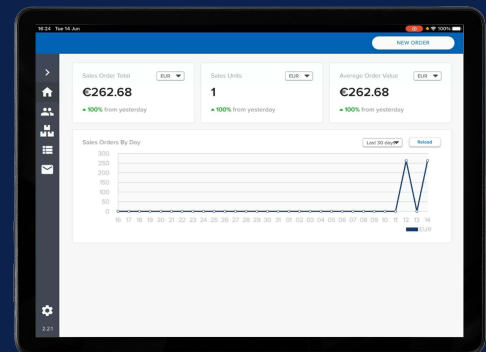 16:24 Tue 14 Jun
100%
NEW ORDER
Sales Order Total
EUR
€262.68
100% from yesterday
Sales Units
EUR
1
100% from yesterday
Average Order Value
EUR
€262.68
100% from yesterday
Sales Orders By Day
Last 30 days
Reload
300
250
200
150
100
50
0
16 17 18 19 20 21 22 23 24 25 26 27 28 29 30 31 01 02 03 04 05 06 07 08 09 10 11 12 13 14
EUR
2.2.1